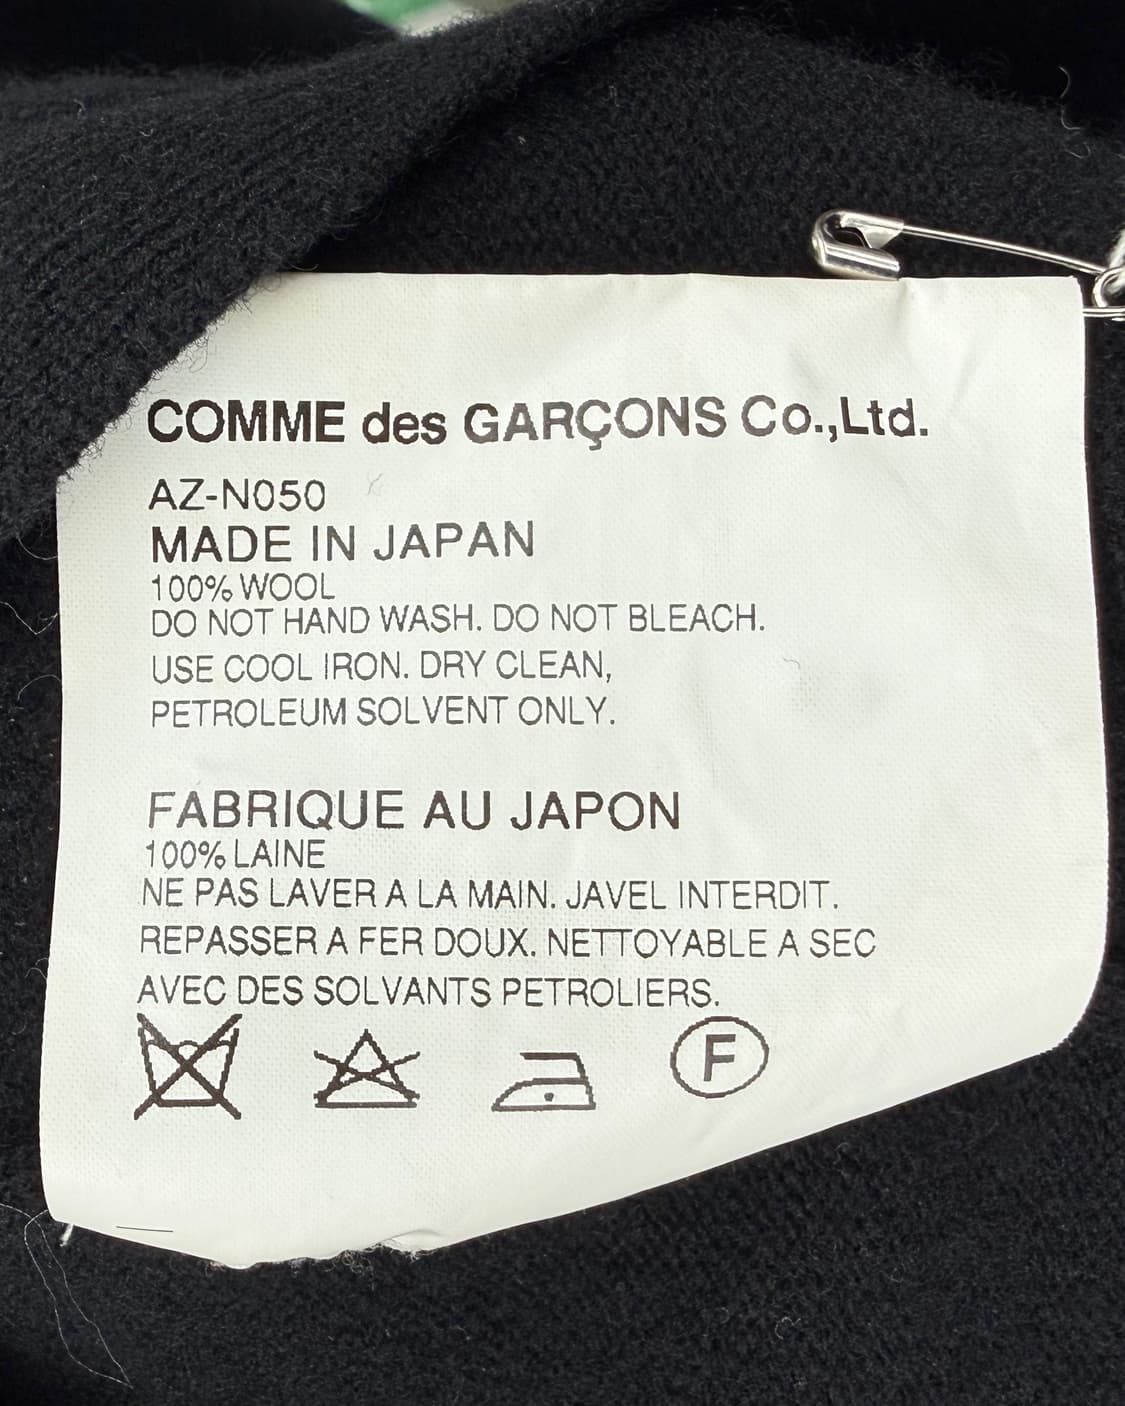 COMME des GARÇONS Co.,Ltd.
AZ-N050
MADE IN JAPAN
100% WOOL
DO NOT HAND WASH. DO NOT BLEACH.
USE COOL IRON. DRY CLEAN,
PETROLEUM SOLVENT ONLY.
FABRIQUE AU JAPON
100% LAINE
NE PAS LAVER A LA MAIN. JAVEL INTERDIT.
REPASSER A FER DOUX. NETTOYABLE A SEC
AVEC DES SOLVANTS PETROLIERS.
F